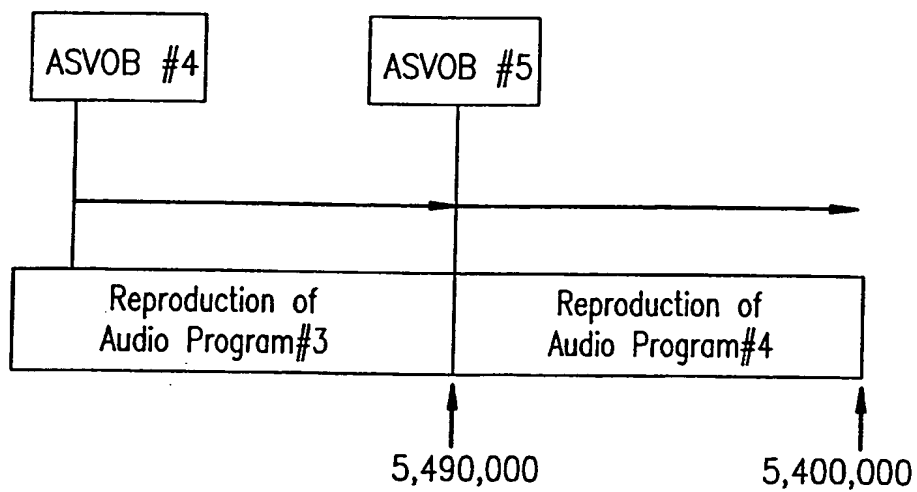 ASVOB #4
ASVOB #5
Reproduction of
Audio Program#3
Reproduction of
Audio Program#4
5,490,000
5,400,000